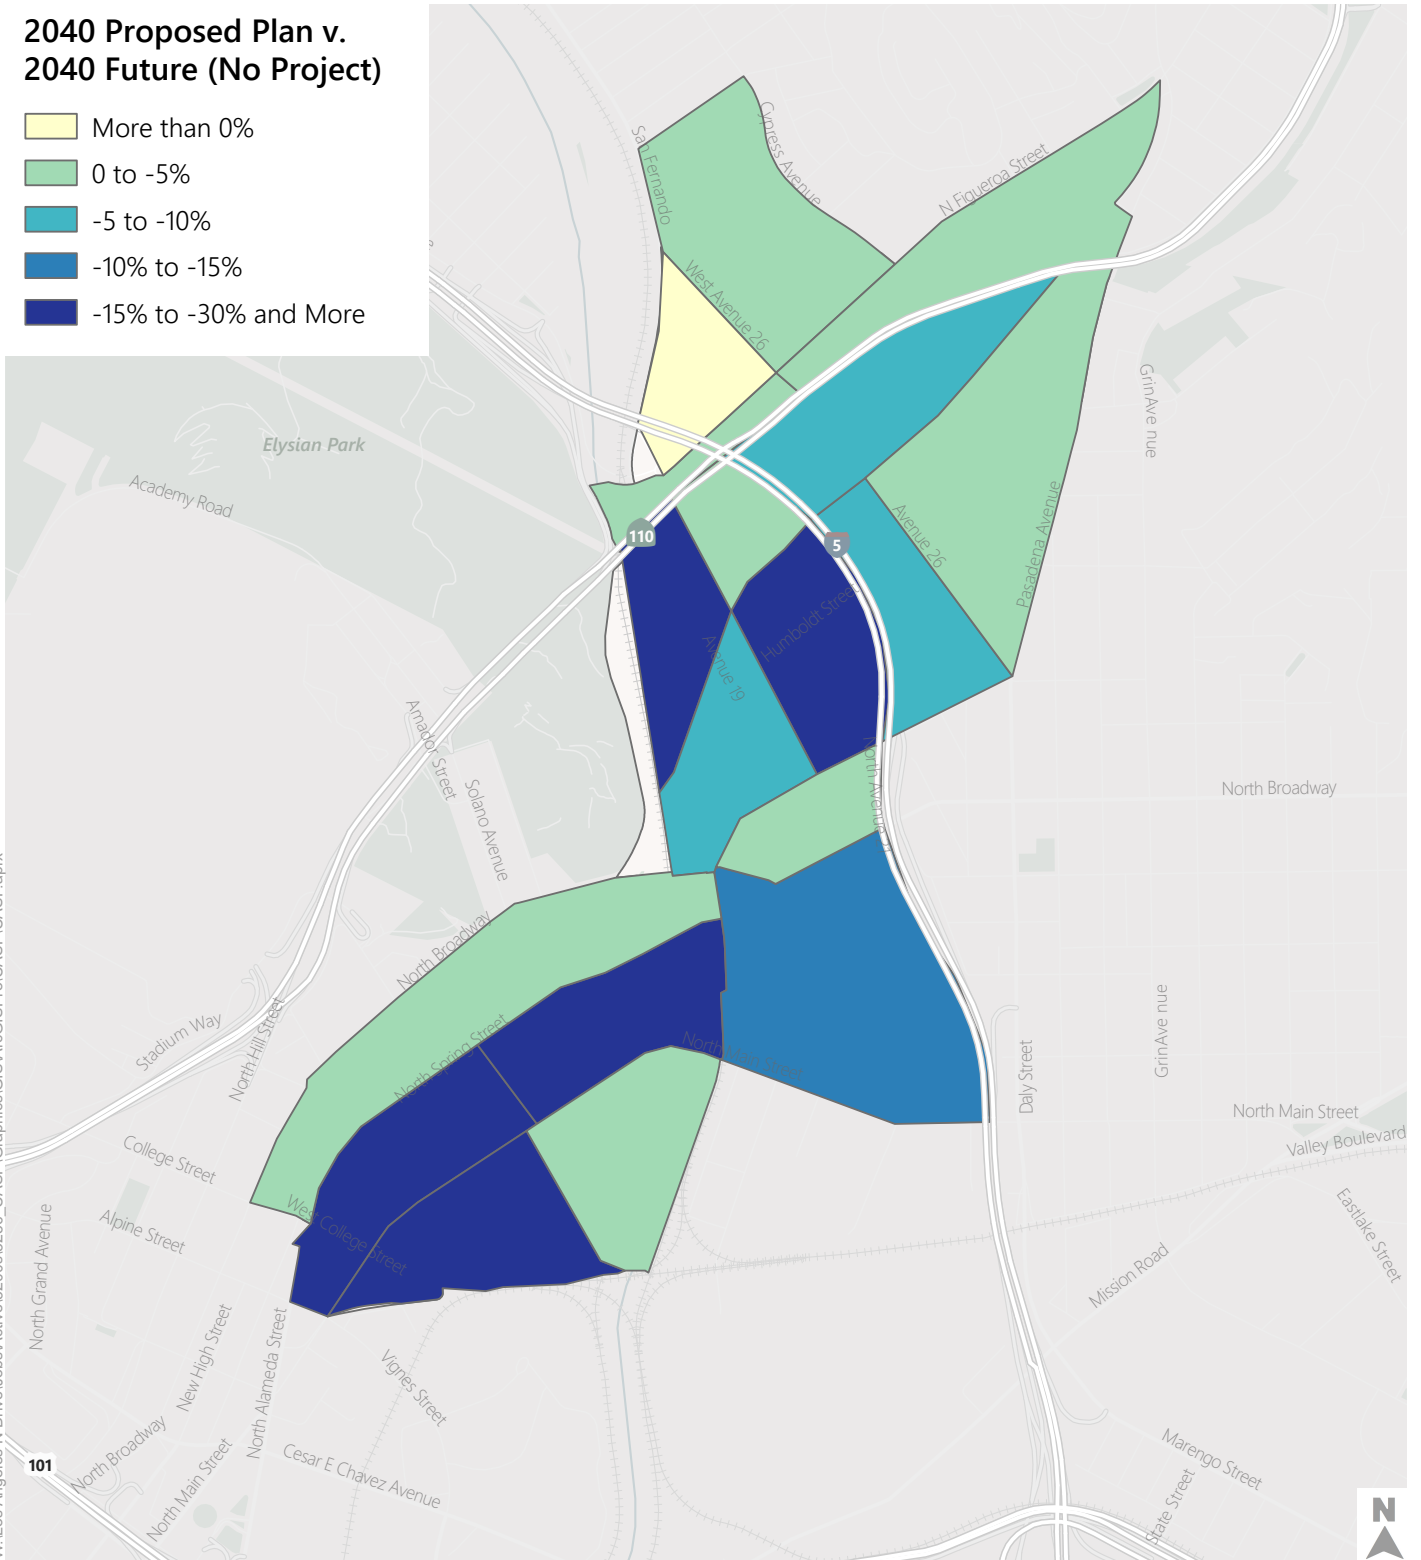 2040 Proposed Plan v.
2040 Future (No Project)
More than 0%
0 to -5%
-5 to -10%
-10% to -15%
-15% to -30% and More
San Fernando
Cypress Avenue
N Figueroa Street
West Avenue 26
Elysian Park
Academy Road
110
5
Avenue 26
Pasadena Avenue
GrinAve nue
Humboldt Street
Avenue 19
Amador Street
Solano Avenue
North Avenue 21
North Broadway
North Broadway
Stadium Way
North Hill Street
North Spring Street
North Main Street
Daly Street
GrinAve nue
North Main Street
Valley Boulevard
College Street
Alpine Street
West College Street
Eastlake Street
Mission Road
North Grand Avenue
New High Street
North Alameda Street
Vignes Street
101
North Broadway
North Main Street
Cesar E Chavez Avenue
Marengo Street
State Street
N